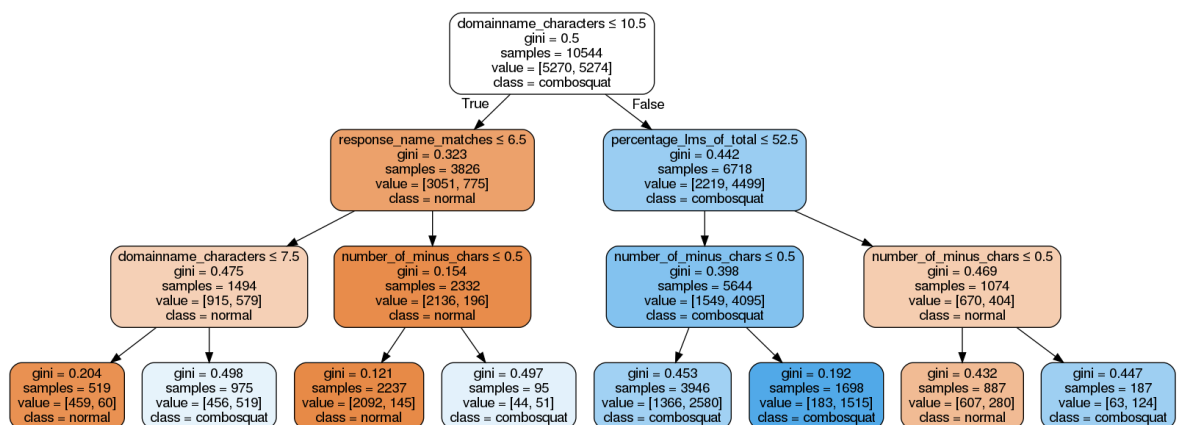 domainname_characters ≤ 10.5
gini = 0.5
samples = 10544
value = [5270, 5274]
class = combosquat
True
False
response_name_matches ≤ 6.5
gini = 0.323
samples = 3826
value = [3051, 775]
class = normal
percentage_lms_of_total ≤ 52.5
gini = 0.442
samples = 6718
value = [2219, 4499]
class = combosquat
domainname_characters ≤ 7.5
gini = 0.475
samples = 1494
value = [915, 579]
class = normal
number_of_minus_chars ≤ 0.5
gini = 0.154
samples = 2332
value = [2136, 196]
class = normal
number_of_minus_chars ≤ 0.5
gini = 0.398
samples = 5644
value = [1549, 4095]
class = combosquat
number_of_minus_chars ≤ 0.5
gini = 0.469
samples = 1074
value = [670, 404]
class = normal
gini = 0.204
samples = 519
value = [459, 60]
class = normal
gini = 0.498
samples = 975
value = [456, 519]
class = combosquat
gini = 0.121
samples = 2237
value = [2092, 145]
class = normal
gini = 0.497
samples = 95
value = [44, 51]
class = combosquat
gini = 0.453
samples = 3946
value = [1366, 2580]
class = combosquat
gini = 0.192
samples = 1698
value = [183, 1515]
class = combosquat
gini = 0.432
samples = 887
value = [607, 280]
class = normal
gini = 0.447
samples = 187
value = [63, 124]
class = combosquat